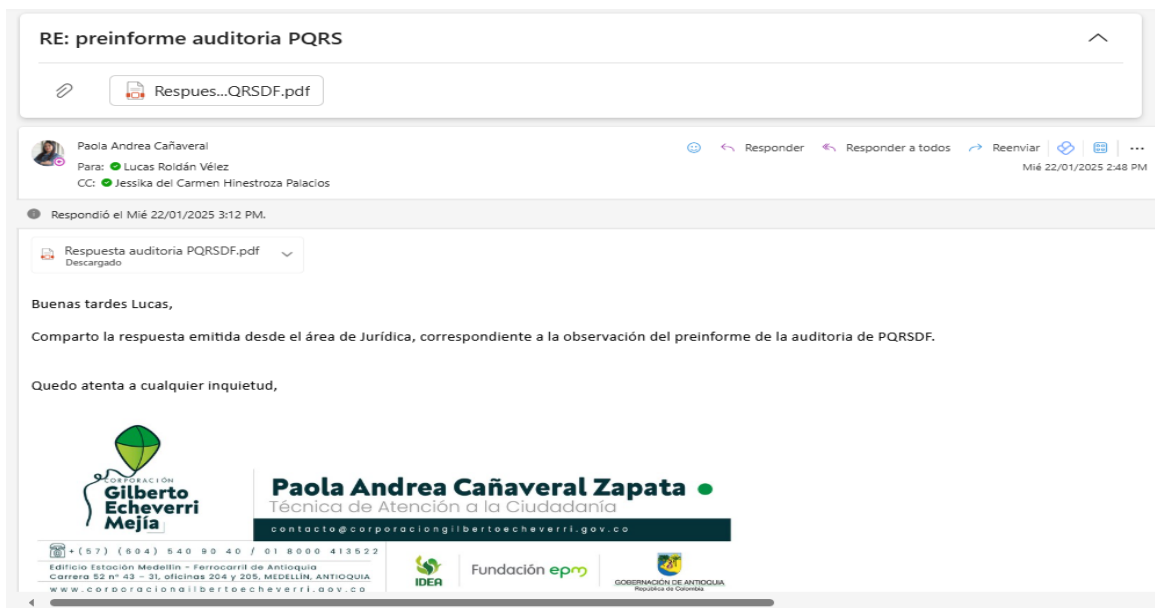 RE: preinforme auditoria PQRS
Respues...QRSDF.pdf
Paola Andrea Cañaveral
Para: Lucas Roldán Vélez
CC: Jessika del Carmen Hinestroza Palacios
Responder Responder a todos Reenviar
Mié 22/01/2025 2:48 PM
Respondió el Mié 22/01/2025 3:12 PM.
Respuesta auditoria PQRSDF.pdf
Descargado
Buenas tardes Lucas,
Comparto la respuesta emitida desde el área de Jurídica, correspondiente a la observación del preinforme de la auditoria de PQRSDF.
Quedo atenta a cualquier inquietud,
CORPORACIÓN
Gilberto
Echeverri
Mejía
Paola Andrea Cañaveral Zapata
Técnica de Atención a la Ciudadanía
contacto@corporaciongilbertoecheverri.gov.co
+(57) (604) 540 90 40 / 01 8000 413522
Edificio Estación Medellín - Ferrocarril de Antioquia
Carrera 52 n° 43 - 31, oficinas 204 y 205, MEDELLÍN, ANTIOQUIA
www.corporaciongilbertoecheverri.gov.co
IDEA
Fundación epm
GOBERNACIÓN DE ANTIOQUIA
República de Colombia